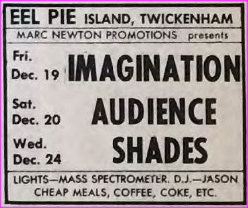 EEL PIE ISLAND, TWICKENHAM
MARC NEWTON PROMOTIONS presents
Fri. Dec. 19 IMAGINATION
Sat. Dec. 20 AUDIENCE
Wed. Dec. 24 SHADES
LIGHTS—MASS SPECTROMETER. D.J.—JASON
CHEAP MEALS, COFFEE, COKE, ETC.